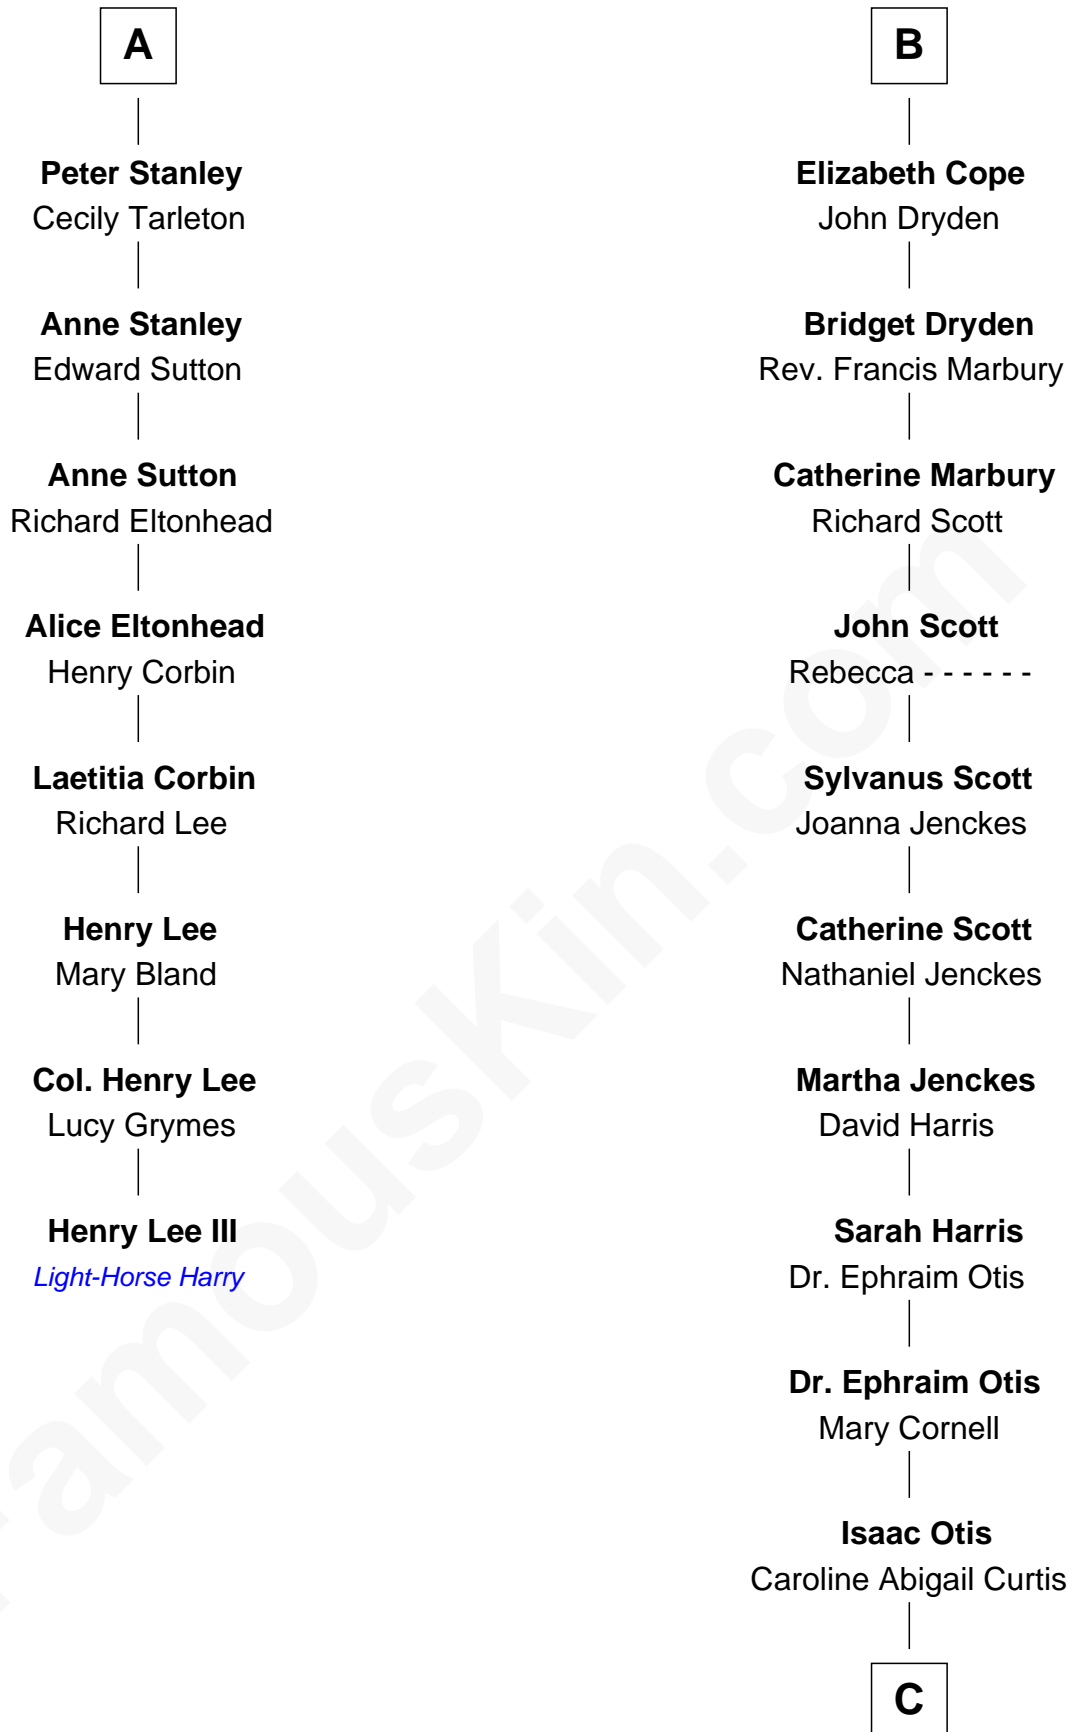 A
Peter Stanley
Cecily Tarleton
Anne Stanley
Edward Sutton
Anne Sutton
Richard Eltonhead
Alice Eltonhead
Henry Corbin
Laetitia Corbin
Richard Lee
Henry Lee
Mary Bland
Col. Henry Lee
Lucy Grymes
Henry Lee III
Light-Horse Harry
B
Elizabeth Cope
John Dryden
Bridget Dryden
Rev. Francis Marbury
Catherine Marbury
Richard Scott
John Scott
Rebecca - - - - - -
Sylvanus Scott
Joanna Jenckes
Catherine Scott
Nathaniel Jenckes
Martha Jenckes
David Harris
Sarah Harris
Dr. Ephraim Otis
Dr. Ephraim Otis
Mary Cornell
Isaac Otis
Caroline Abigail Curtis
C
FamousKin.com